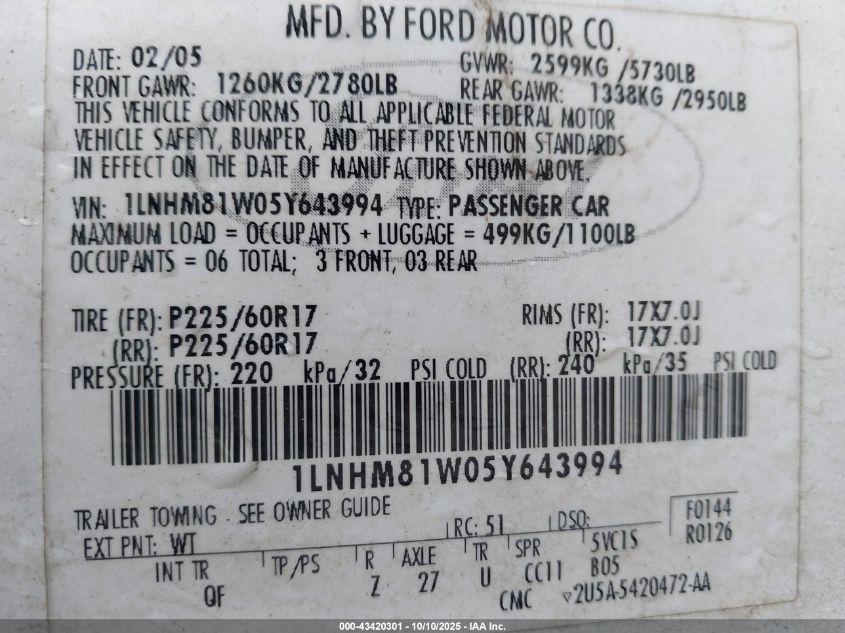 MFD. BY FORD MOTOR CO.
DATE: 02/05 GVWR: 2599KG /5730LB
FRONT GAWR: 1260KG/2780LB REAR GAWR: 1338KG /2950LB
THIS VEHICLE CONFORMS TO ALL APPLICABLE FEDERAL MOTOR
VEHICLE SAFETY, BUMPER, AND THEFT PREVENTION STANDARDS
IN EFFECT ON THE DATE OF MANUFACTURE SHOWN ABOVE.
VIN: 1LNHM81W05Y643994 TYPE: PASSENGER CAR
MAXIMUM LOAD = OCCUPANTS + LUGGAGE = 499KG/1100LB
OCCUPANTS = 06 TOTAL; 3 FRONT, 03 REAR
TIRE (FR): P225/60R17 RIMS (FR): 17X7.0J
(RR): P225/60R17 (RR): 17X7.0J
PRESSURE (FR): 220 kPa/32 PSI COLD (RR): 240 kPa/35 PSI COLD
1LNHM81W05Y643994
TRAILER TOWING - SEE OWNER GUIDE F0144
EXT PNT: WT RC: 51 DSO: R0126
INT TR TP/PS R AXLE TR SPR 5VC1S
QF Z 27 U CC11 B05
CMC ▽2U5A-5420472-AA
000-43420301 - 10/10/2025 - IAA Inc.